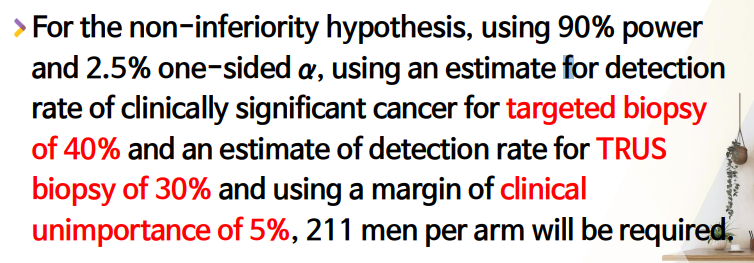 For the non-inferiority hypothesis, using 90% power
and 2.5% one-sided α, using an estimate for detection
rate of clinically significant cancer for targeted biopsy
of 40% and an estimate of detection rate for TRUS
biopsy of 30% and using a margin of clinical
unimportance of 5%, 211 men per arm will be required.